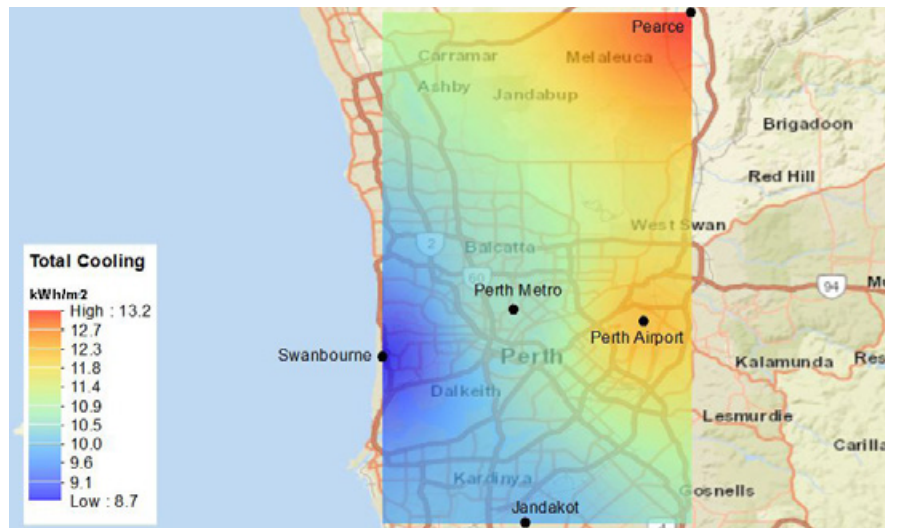 Pearce
Carramar
Melaleuca
Ashby
Jandabup
Brigadoon
Red Hill
West Swan
2
Balcatta
60
94
Perth Metro
Perth Airport
Swanbourne
Perth
Kalamunda
Dalkeith
Lesmurdie
Kardinya
Gosnells
Jandakot
Total Cooling
kWh/m2
High : 13.2
12.7
12.3
11.8
11.4
10.9
10.5
10.0
9.6
9.1
Low : 8.7